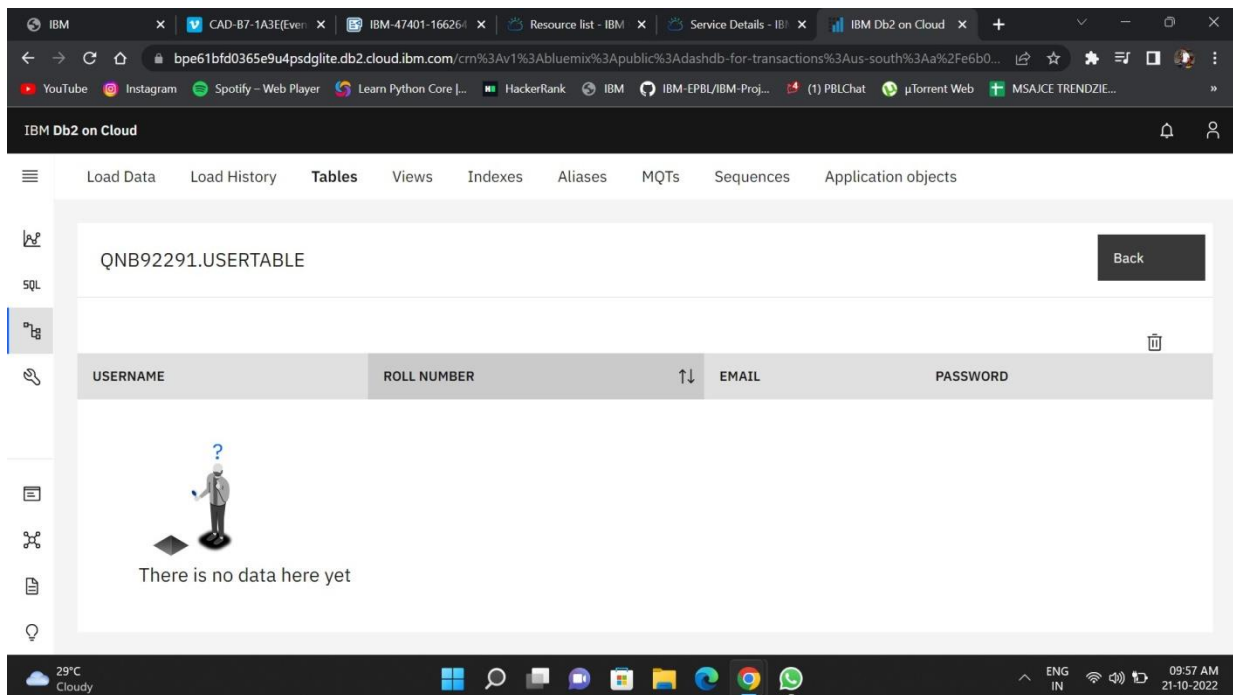 IBM
CAD-B7-1A3E(Even
IBM-47401-166264
Resource list - IBM
Service Details - IBM
IBM Db2 on Cloud
bpe61bfd0365e9u4psdglite.db2.cloud.ibm.com/crn%3Av1%3Abluemix%3Apublic%3Adashdb-for-transactions%3Aus-south%3Aa%2Fe6b0...
YouTube Instagram Spotify – Web Player Learn Python Core |... HackerRank IBM IBM-EPBL/IBM-Proj... (1) PBLChat µTorrent Web MSAJCE TRENDZIE... »
IBM Db2 on Cloud
Load Data Load History Tables Views Indexes Aliases MQTs Sequences Application objects
QNB92291.USERTABLE
Back
SQL
USERNAME ROLL NUMBER EMAIL PASSWORD
?
There is no data here yet
29°C
Cloudy
ENG
IN
09:57 AM
21-10-2022